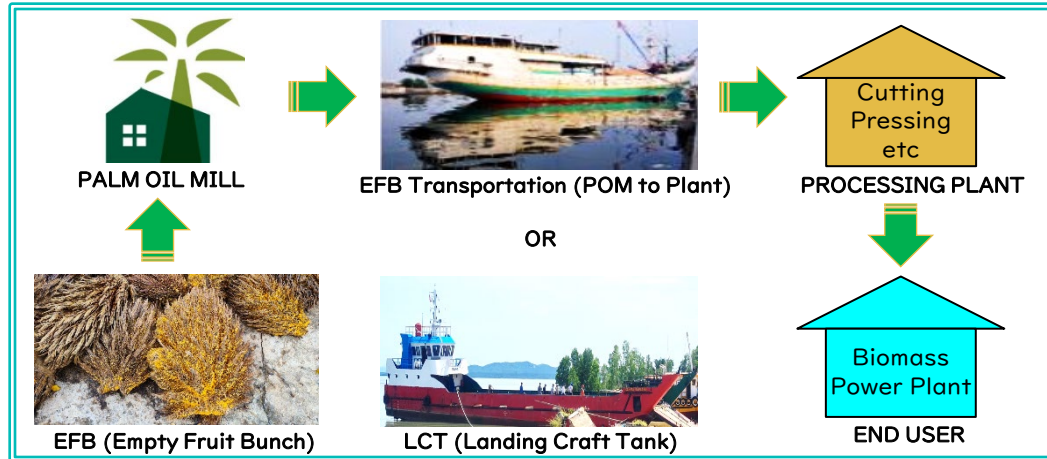 PALM OIL MILL
EFB Transportation (POM to Plant)
Cutting
Pressing
etc
PROCESSING PLANT
OR
EFB (Empty Fruit Bunch)
LCT (Landing Craft Tank)
Biomass
Power Plant
END USER